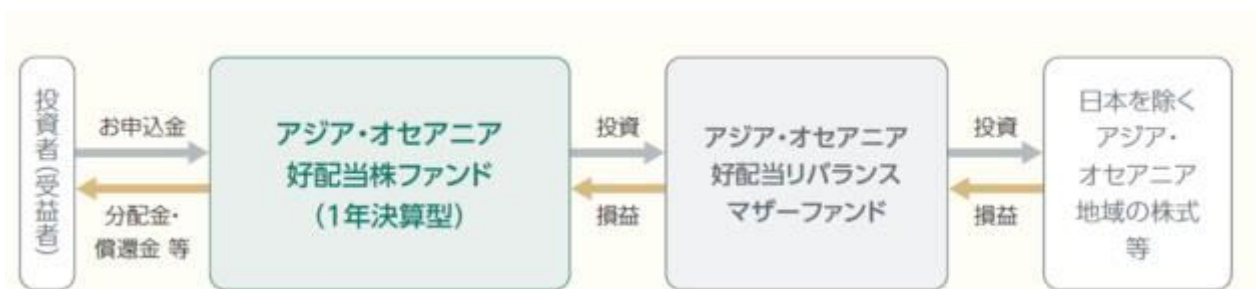 投資者(受益者)
お申込金
分配金・
償還金 等
アジア・オセアニア
好配当株ファンド
(1年決算型)
投資
損益
アジア・オセアニア
好配当リバランス
マザーファンド
投資
損益
日本を除く
アジア・
オセアニア
地域の株式
等